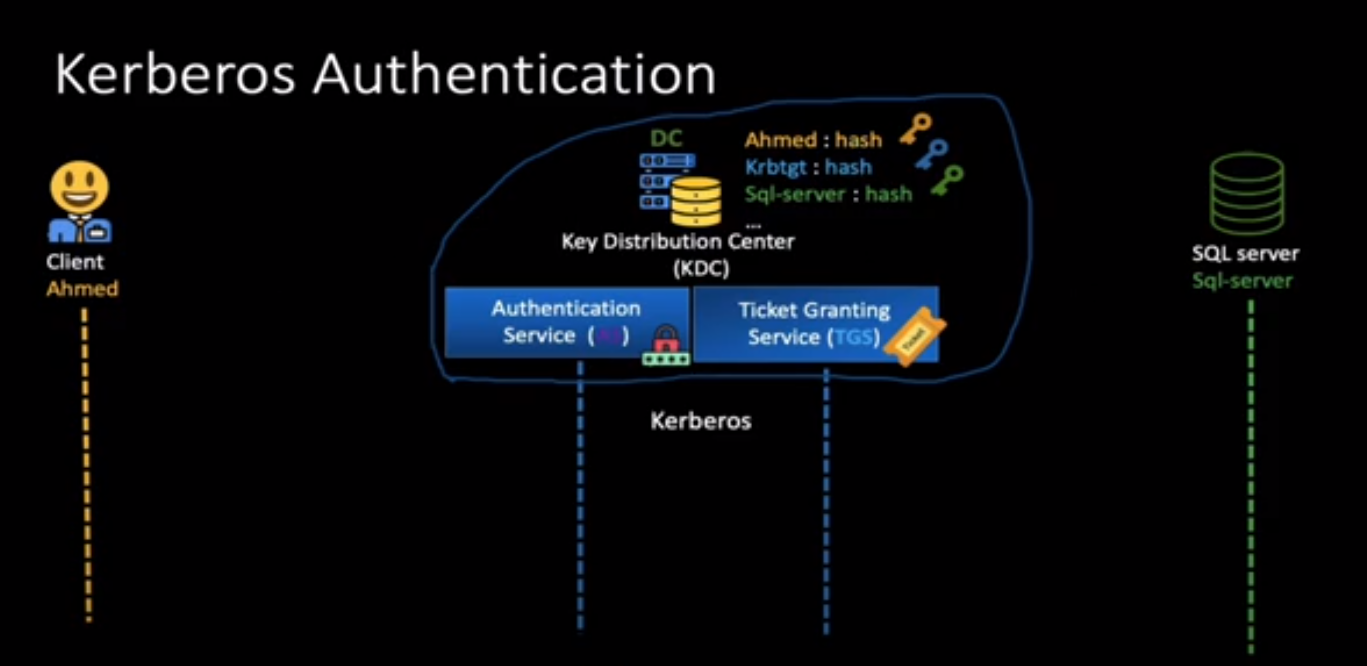 Kerberos Authentication
DC
Ahmed : hash
Krbtgt : hash
Sql-server : hash
...
Key Distribution Center
(KDC)
Client
Ahmed
SQL server
Sql-server
Authentication
Service (AS)
Ticket Granting
Service (TGS)
Ticket
Kerberos